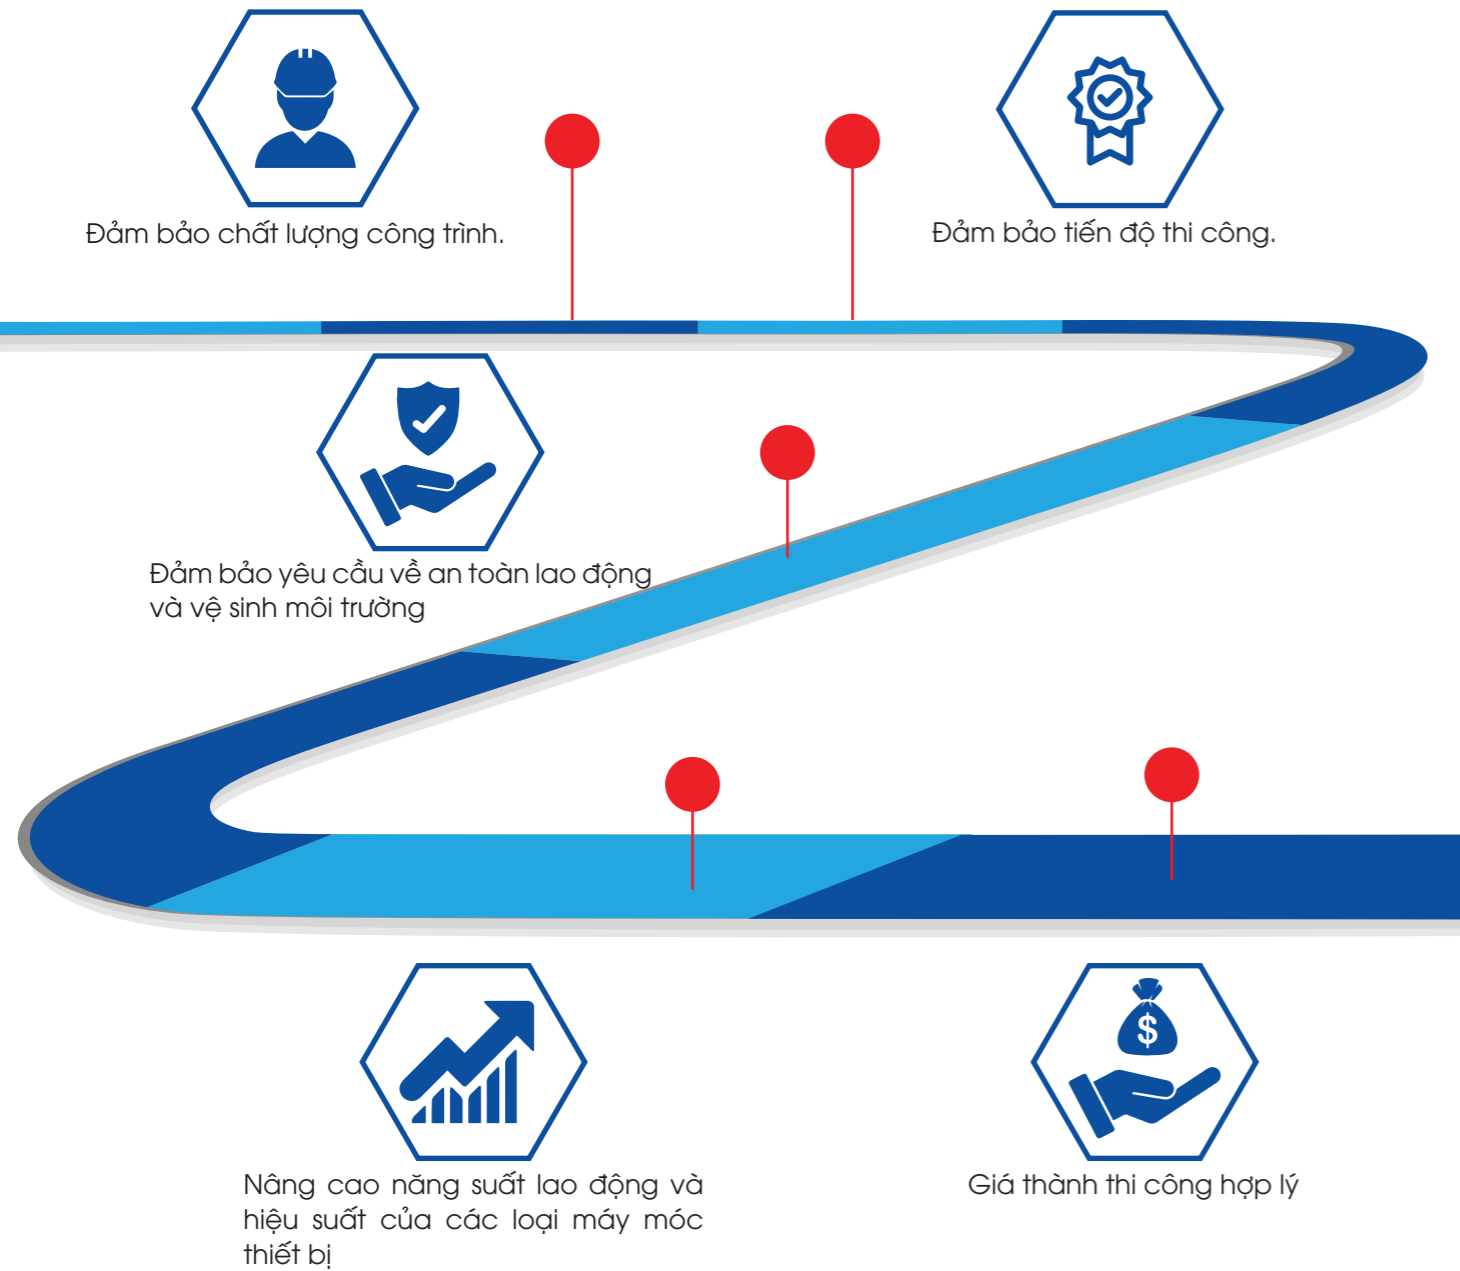 Đảm bảo chất lượng công trình.
Đảm bảo tiến độ thi công.
Đảm bảo yêu cầu về an toàn lao động
và vệ sinh môi trường
$
Nâng cao năng suất lao động và
hiệu suất của các loại máy móc
thiết bị
Giá thành thi công hợp lý